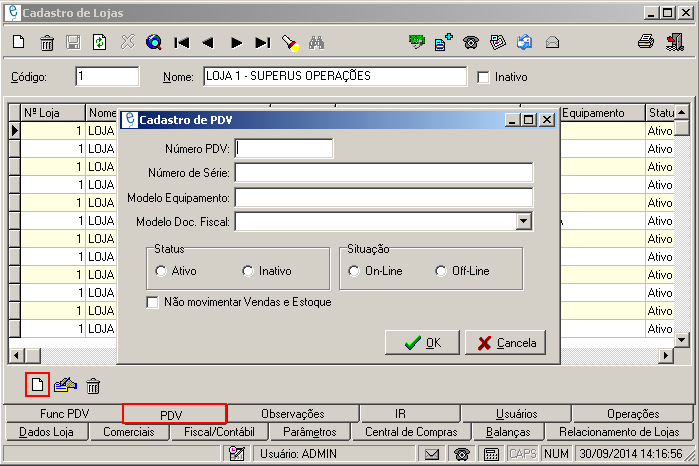 Cadastro de Lojas
Código: 1 Nome: LOJA 1 - SUPERUS OPERAÇÕES Inativo
Nº Loja Nome Equipamento Statu
1 LOJA Ativo
1 LOJA Ativo
1 LOJA Ativo
1 LOJA Ativo
1 LOJA Ativo
1 LOJA Ativo
1 LOJA Ativo
1 LOJA Ativo
1 LOJA Ativo
1 LOJA Ativo
1 LOJA Ativo
1 LOJA Ativo
Cadastro de PDV
Número PDV:
Número de Série:
Modelo Equipamento:
Modelo Doc. Fiscal:
Status Situação
Ativo Inativo On-Line Off-Line
Não movimentar Vendas e Estoque
OK Cancela
Func PDV PDV Observações IR Usuários Operações
Dados Loja Comerciais Fiscal/Contábil Parâmetros Central de Compras Balanças Relacionamento de Lojas
Usuário: ADMIN CAPS NUM 30/09/2014 14:16:56